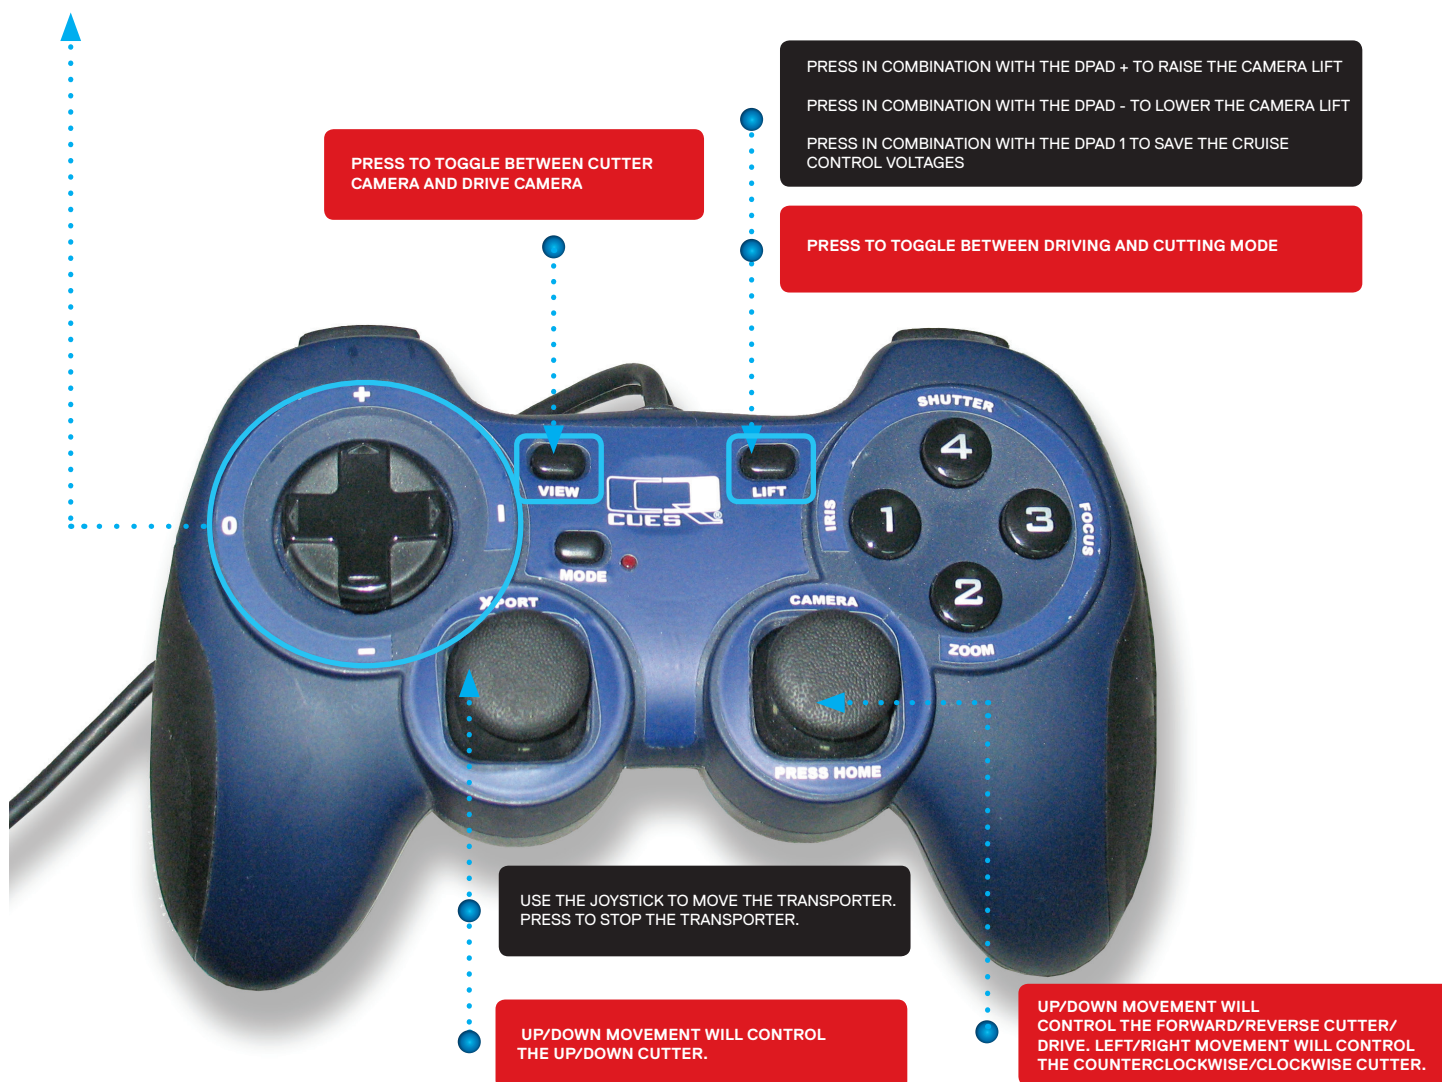 PRESS IN COMBINATION WITH THE DPAD + TO RAISE THE CAMERA LIFT
PRESS IN COMBINATION WITH THE DPAD - TO LOWER THE CAMERA LIFT
PRESS IN COMBINATION WITH THE DPAD 1 TO SAVE THE CRUISE
CONTROL VOLTAGES
PRESS TO TOGGLE BETWEEN CUTTER
CAMERA AND DRIVE CAMERA
PRESS TO TOGGLE BETWEEN DRIVING AND CUTTING MODE
+
0
I
-
VIEW
LIFT
CUES®
MODE
SHUTTER
4
IRIS
1
3
FOCUS
2
ZOOM
XPORT
CAMERA
PRESS HOME
USE THE JOYSTICK TO MOVE THE TRANSPORTER.
PRESS TO STOP THE TRANSPORTER.
UP/DOWN MOVEMENT WILL CONTROL
THE UP/DOWN CUTTER.
UP/DOWN MOVEMENT WILL
CONTROL THE FORWARD/REVERSE CUTTER/
DRIVE. LEFT/RIGHT MOVEMENT WILL CONTROL
THE COUNTERCLOCKWISE/CLOCKWISE CUTTER.